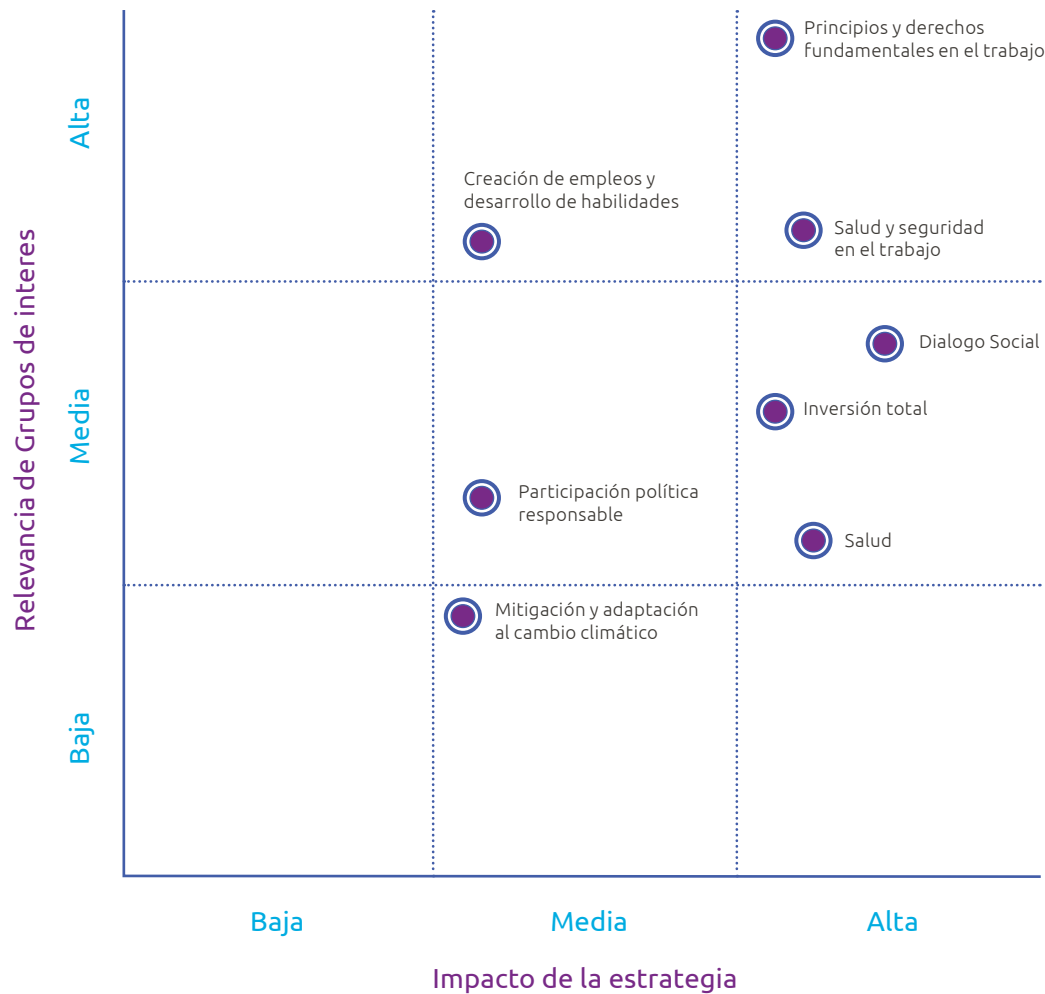 Principios y derechos
fundamentales en el trabajo
Alta
Creación de empleos y
desarrollo de habilidades
Salud y seguridad
en el trabajo
Relevancia de Grupos de interes
Dialogo Social
Media
Inversión total
Participación política
responsable
Salud
Mitigación y adaptación
al cambio climático
Baja
Baja
Media
Alta
Impacto de la estrategia